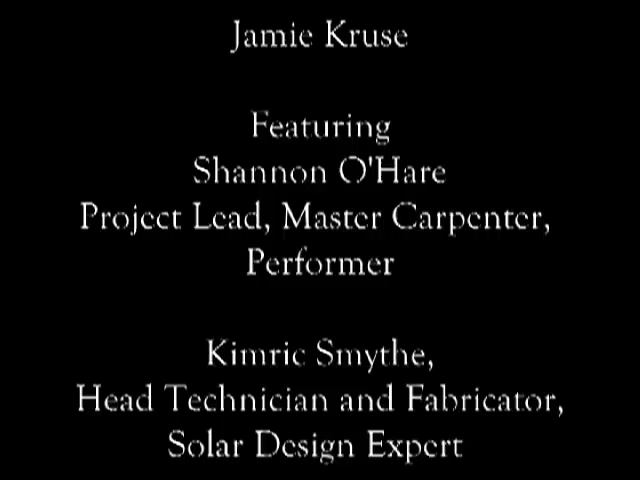 Jamie Kruse
Featuring
Shannon O'Hare
Project Lead, Master Carpenter,
Performer
Kimric Smythe,
Head Technician and Fabricator,
Solar Design Expert